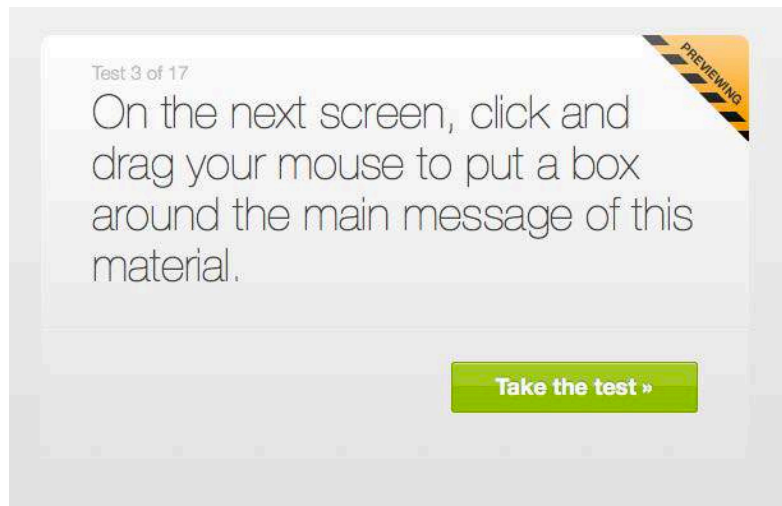 Test 3 of 17
PREVIEWING
On the next screen, click and
drag your mouse to put a box
around the main message of this
material.
Take the test »